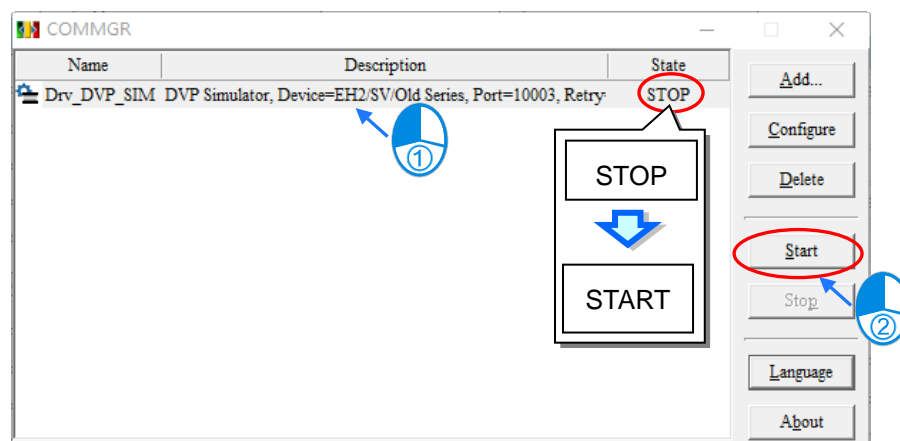 COMMGR
Name Description State
Drv_DVP_SIM DVP Simulator, Device=EH2/SV/Old Series, Port=10003, Retry STOP
①
STOP
START
Add...
Configure
Delete
Start
Stop
②
Language
About